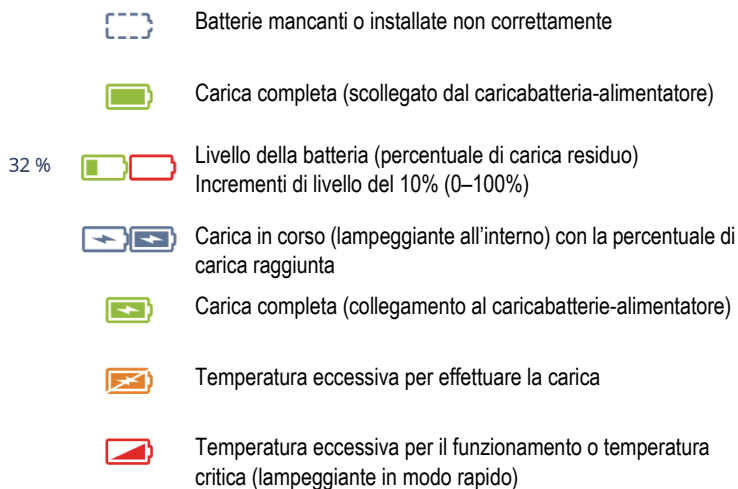 Batterie mancanti o installate non correttamente
Carica completa (scollegato dal caricabatteria-alimentatore)
32 %
Livello della batteria (percentuale di carica residuo)
Incrementi di livello del 10% (0–100%)
Carica in corso (lampeggiante all'interno) con la percentuale di
carica raggiunta
Carica completa (collegamento al caricabatterie-alimentatore)
Temperatura eccessiva per effettuare la carica
Temperatura eccessiva per il funzionamento o temperatura
critica (lampeggiante in modo rapido)